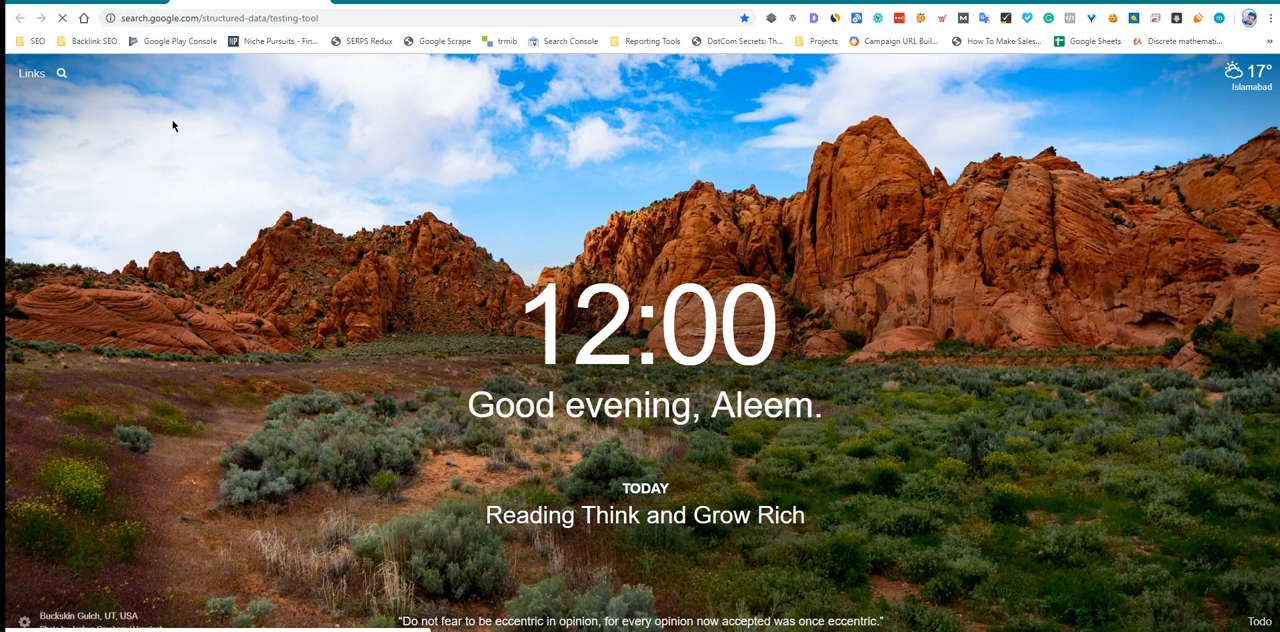 search.google.com/structured-data/testing-tool
SEO Backlink SEO Google Play Console Niche Pursuits - Fin... SERPS Redux Google Scrape trmib Search Console Reporting Tools DotCom Secrets: Th... Projects Campaign URL Buil... How To Make Sales... Google Sheets Discrete mathemati... »
Links
17°
Islamabad
12:00
Good evening, Aleem.
TODAY
Reading Think and Grow Rich
Buckskin Gulch, UT, USA
“Do not fear to be eccentric in opinion, for every opinion now accepted was once eccentric.”
Todo